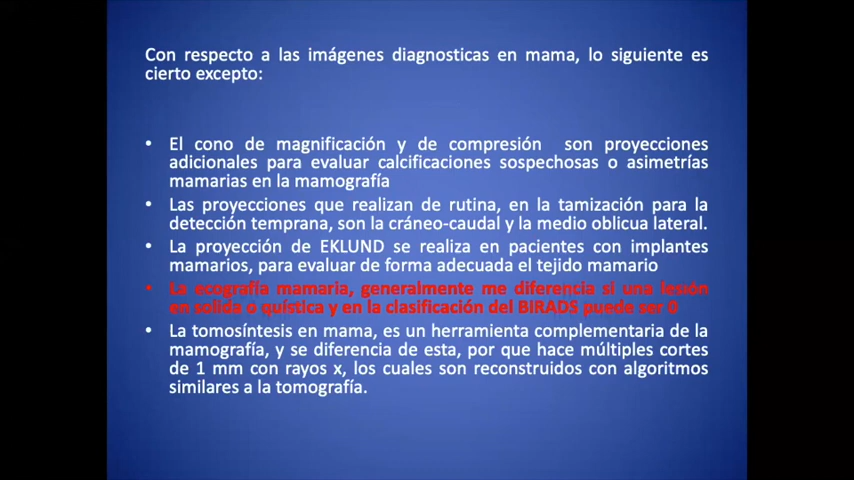 Con respecto a las imágenes diagnosticas en mama, lo siguiente es
cierto excepto:
• El cono de magnificación y de compresión son proyecciones
adicionales para evaluar calcificaciones sospechosas o asimetrías
mamarias en la mamografía
• Las proyecciones que realizan de rutina, en la tamización para la
detección temprana, son la cráneo-caudal y la medio oblicua lateral.
• La proyección de EKLUND se realiza en pacientes con implantes
mamarios, para evaluar de forma adecuada el tejido mamario
• La ecografía mamaria, generalmente me diferencia si una lesión
en solida o quística y en la clasificación del BIRADS puede ser 0
• La tomosíntesis en mama, es un herramienta complementaria de la
mamografía, y se diferencia de esta, por que hace múltiples cortes
de 1 mm con rayos x, los cuales son reconstruidos con algoritmos
similares a la tomografía.